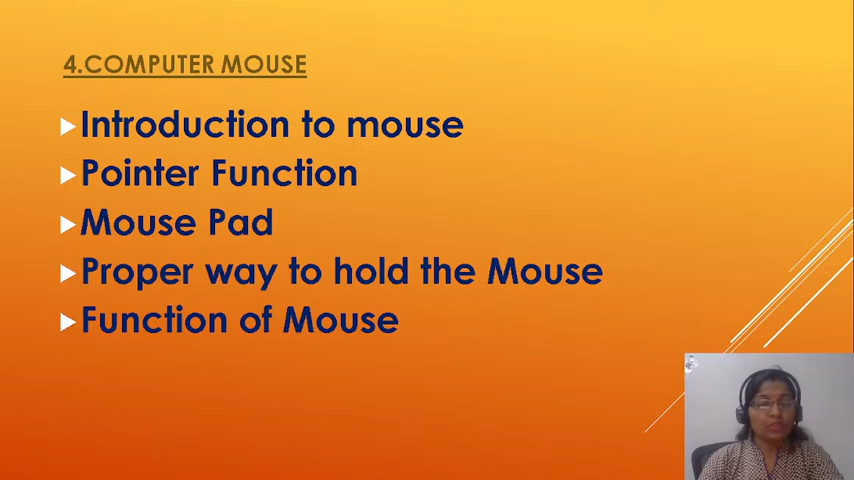 4.COMPUTER MOUSE
Introduction to mouse
Pointer Function
Mouse Pad
Proper way to hold the Mouse
Function of Mouse